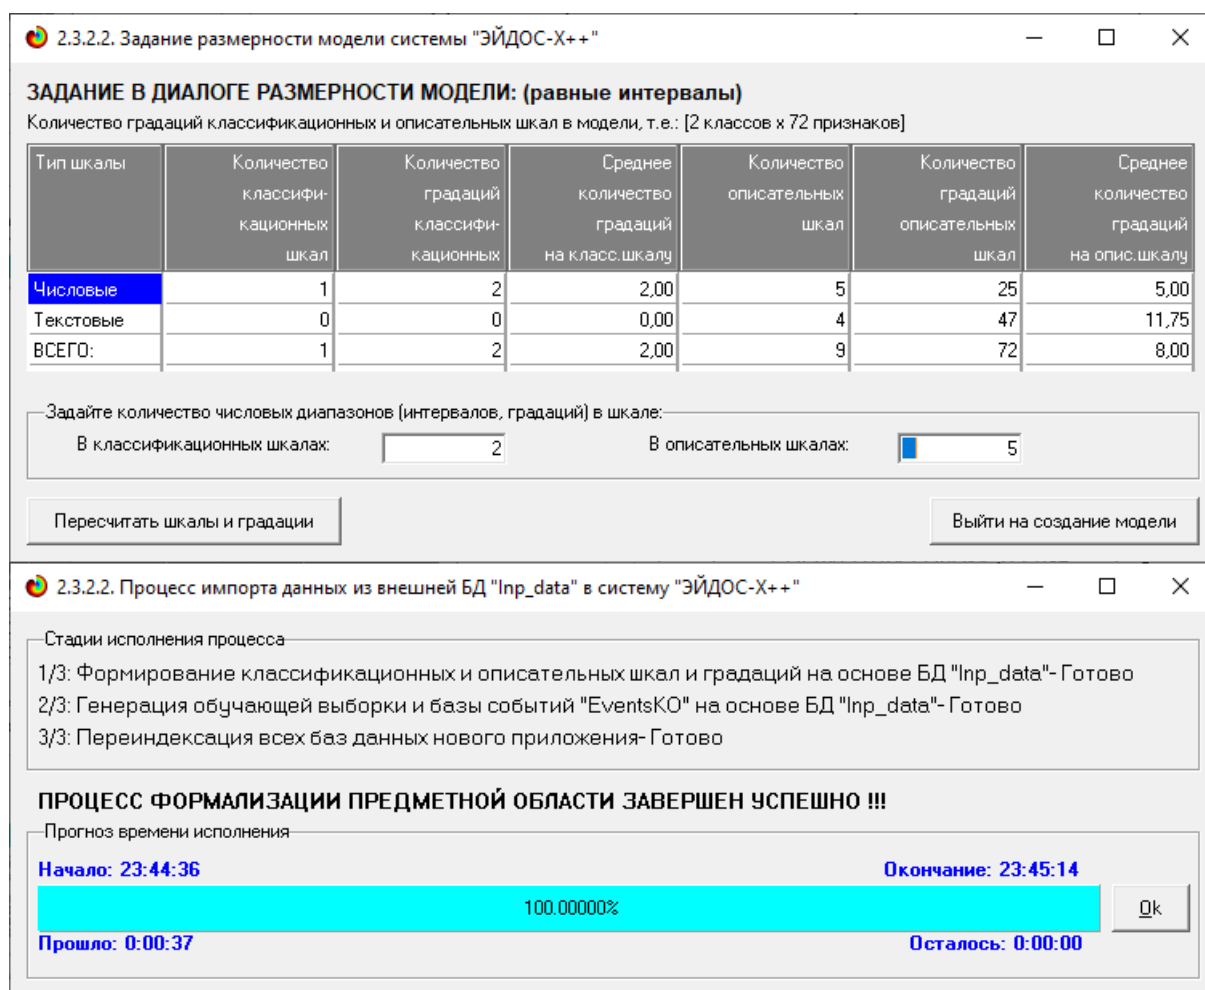 2.3.2.2. Задание размерности модели системы "ЭЙДОС-X++"
ЗАДАНИЕ В ДИАЛОГЕ РАЗМЕРНОСТИ МОДЕЛИ: (равные интервалы)
Количество градаций классификационных и описательных шкал в модели, т.е.: [2 классов x 72 признаков]
Тип шкалы Количество Количество Среднее Количество Количество Среднее
классифи- градаций количество описательных градаций количество
кационных классифи- градаций шкал описательных градаций
шкал кационных на класс.шкалу шкал на опис.шкалу
Числовые 1 2 2,00 5 25 5,00
Текстовые 0 0 0,00 4 47 11,75
ВСЕГО: 1 2 2,00 9 72 8,00
Задайте количество числовых диапазонов (интервалов, градаций) в шкале:
В классификационных шкалах: 2 В описательных шкалах: 5
Пересчитать шкалы и градации Выйти на создание модели
2.3.2.2. Процесс импорта данных из внешней БД "Inp_data" в систему "ЭЙДОС-X++"
Стадии исполнения процесса
1/3: Формирование классификационных и описательных шкал и градаций на основе БД "Inp_data"- Готово
2/3: Генерация обучающей выборки и базы событий "EventsKO" на основе БД "Inp_data"- Готово
3/3: Переиндексация всех баз данных нового приложения- Готово
ПРОЦЕСС ФОРМАЛИЗАЦИИ ПРЕДМЕТНОЙ ОБЛАСТИ ЗАВЕРШЕН УСПЕШНО !!!
Прогноз времени исполнения
Начало: 23:44:36 Окончание: 23:45:14
100.00000% Ok
Прошло: 0:00:37 Осталось: 0:00:00